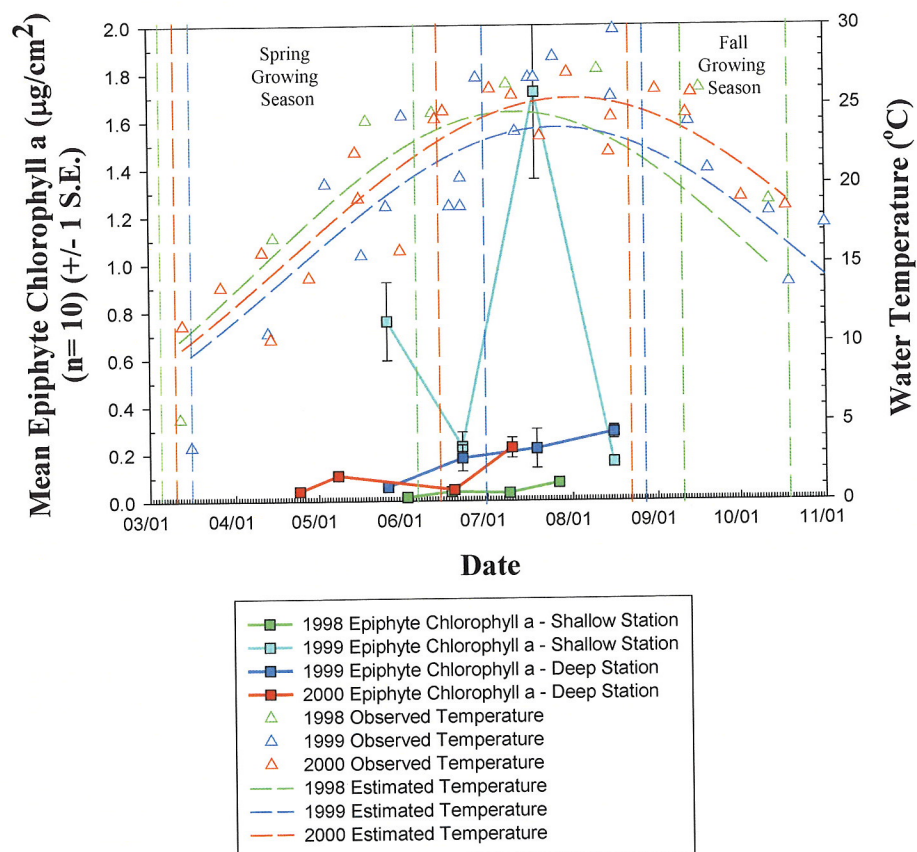 Mean Epiphyte Chlorophyll a (µg/cm2)
(n= 10) (+/- 1 S.E.)
2.0
1.8
1.6
1.4
1.2
1.0
0.8
0.6
0.4
0.2
0.0
Spring
Growing
Season
Fall
Growing
Season
30
25
20
15
10
5
0
Water Temperature (oC)
03/01 04/01 05/01 06/01 07/01 08/01 09/01 10/01 11/01
Date
1998 Epiphyte Chlorophyll a - Shallow Station
1999 Epiphyte Chlorophyll a - Shallow Station
1999 Epiphyte Chlorophyll a - Deep Station
2000 Epiphyte Chlorophyll a - Deep Station
1998 Observed Temperature
1999 Observed Temperature
2000 Observed Temperature
1998 Estimated Temperature
1999 Estimated Temperature
2000 Estimated Temperature